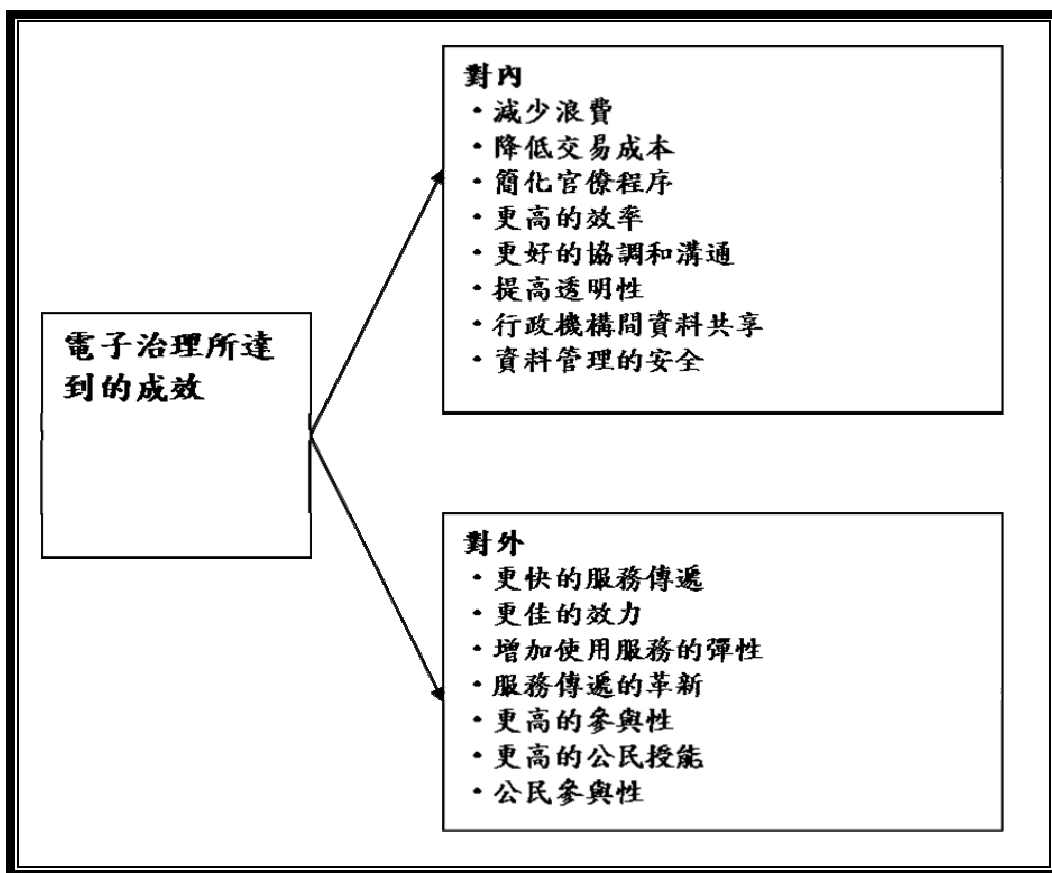 電子治理所達
到的成效
對內
・減少浪費
・降低交易成本
・簡化官僚程序
・更高的效率
・更好的協調和溝通
・提高透明性
・行政機構間資料共享
・資料管理的安全
對外
・更快的服務傳遞
・更佳的效力
・增加使用服務的彈性
・服務傳遞的革新
・更高的參與性
・更高的公民授能
・公民參與性